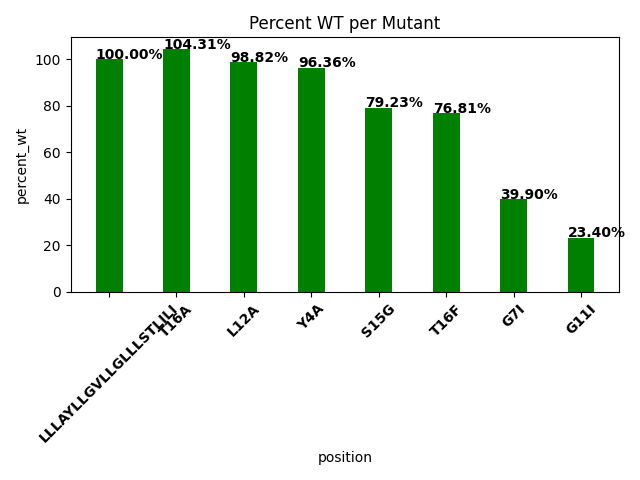 Percent WT per Mutant
percent_wt
100
80
60
40
20
0
100.00%
104.31%
98.82%
96.36%
79.23%
76.81%
39.90%
23.40%
LLLAYLLGVLLGLLLSTLILI
T16A
L12A
Y4A
S15G
T16F
G7I
G11I
position